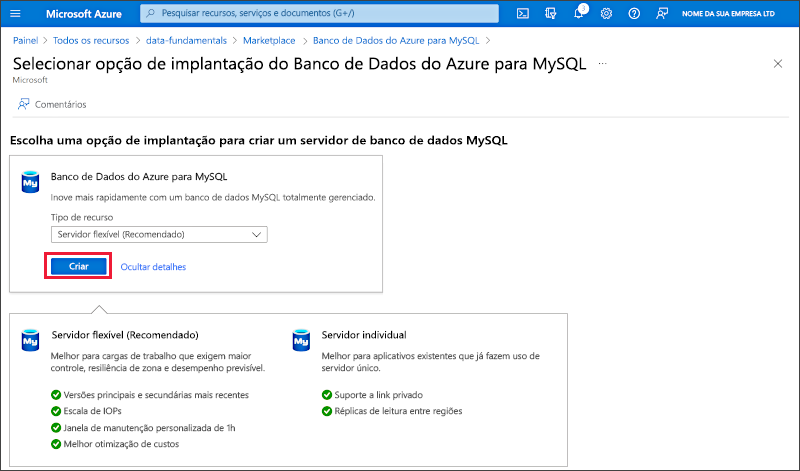 Microsoft Azure
Pesquisar recursos, serviços e documentos (G+/)
3
NOME DA SUA EMPRESA LTD
Painel > Todos os recursos > data-fundamentals > Marketplace > Banco de Dados do Azure para MySQL >
Selecionar opção de implantação do Banco de Dados do Azure para MySQL ...
Microsoft
Comentários
Escolha uma opção de implantação para criar um servidor de banco de dados MySQL
My
Banco de Dados do Azure para MySQL
Inove mais rapidamente com um banco de dados MySQL totalmente gerenciado.
Tipo de recurso
Servidor flexível (Recomendado)
Criar
Ocultar detalhes
My
Servidor flexível (Recomendado)
Melhor para cargas de trabalho que exigem maior
controle, resiliência de zona e desempenho previsível.
Versões principais e secundárias mais recentes
Escala de IOPs
Janela de manutenção personalizada de 1h
Melhor otimização de custos
My
Servidor individual
Melhor para aplicativos existentes que já fazem uso de
servidor único.
Suporte a link privado
Réplicas de leitura entre regiões